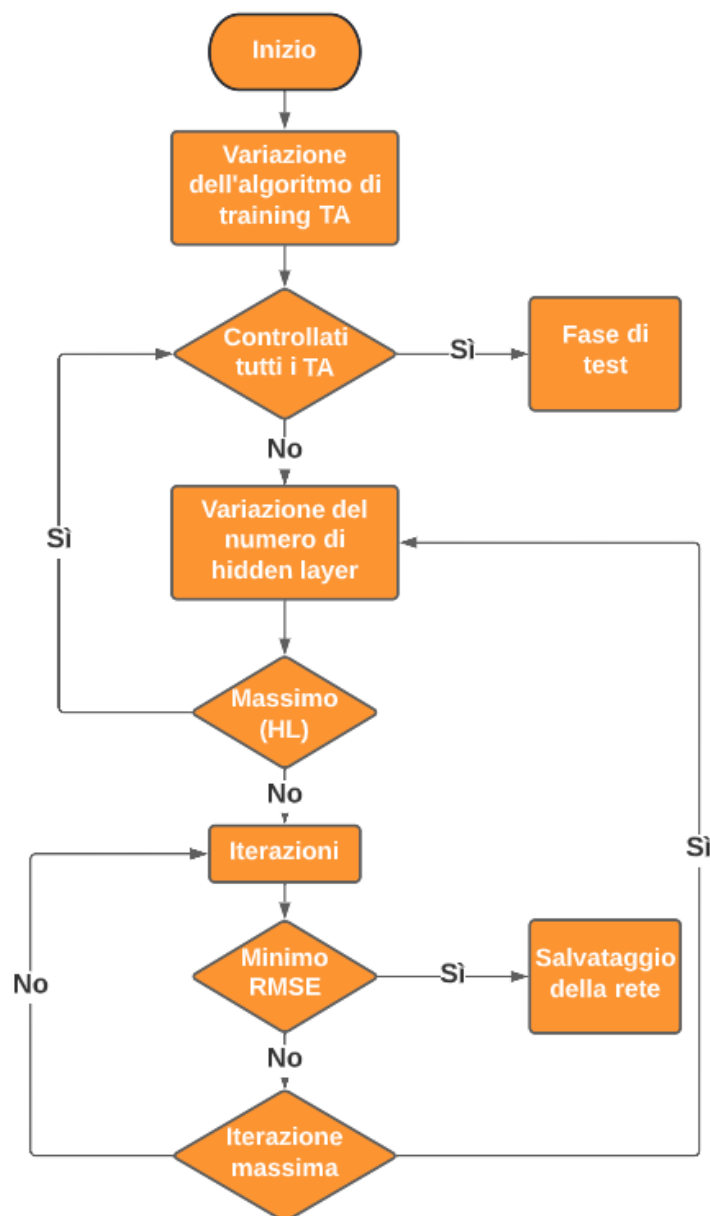 Inizio
Variazione
dell'algoritmo di
training TA
Controllati
tutti i TA
Sì
Fase di
test
No
Variazione del
numero di
hidden layer
Sì
Massimo
(HL)
No
Iterazioni
Sì
Minimo
RMSE
Sì
Salvataggio
della rete
No
No
Iterazione
massima